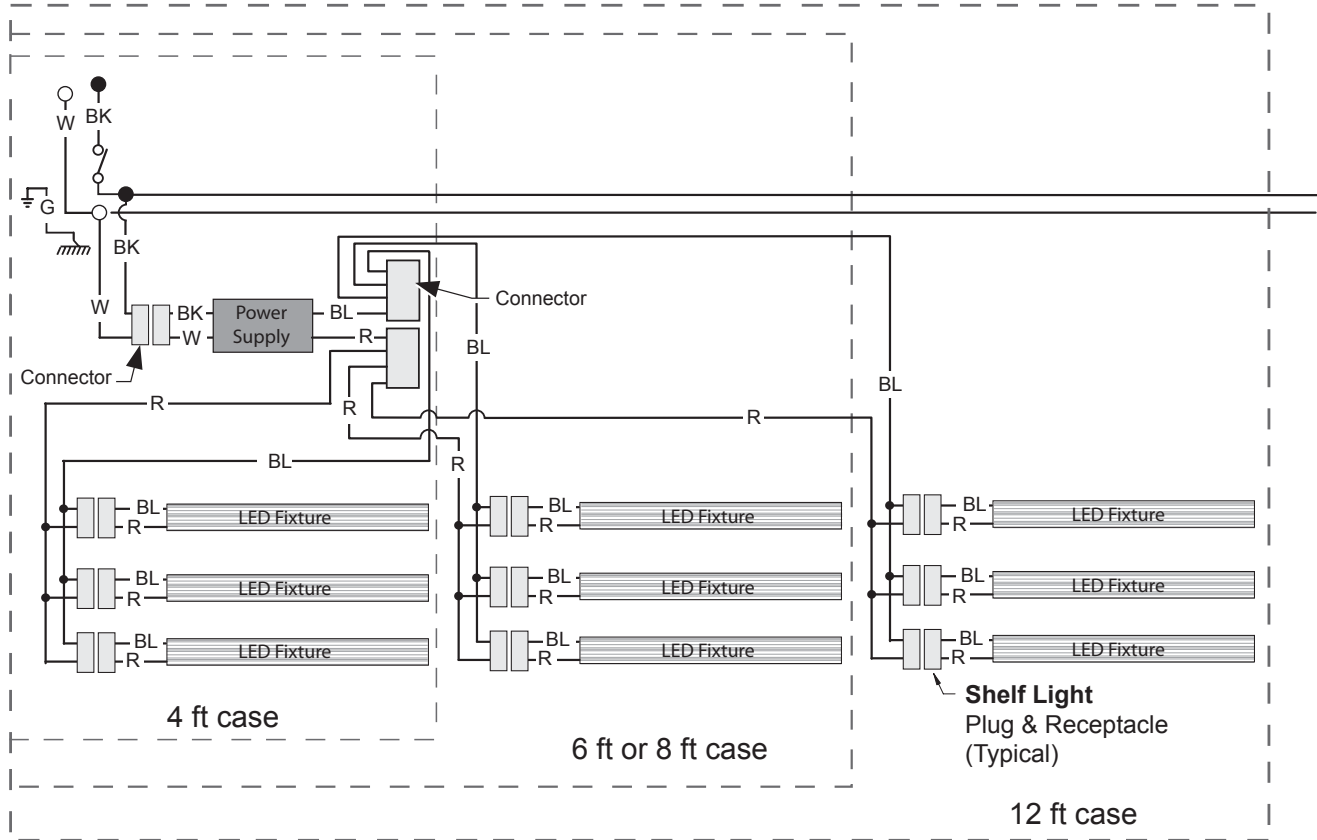 W
BK
G
BK
W
BK
Power
Supply
BL
W
R
Connector
Connector
BL
BL
R
R
R
BL
R
BL
R
LED Fixture
BL
R
LED Fixture
BL
R
LED Fixture
BL
R
LED Fixture
BL
R
LED Fixture
BL
R
LED Fixture
BL
R
LED Fixture
BL
R
LED Fixture
BL
R
LED Fixture
Shelf Light
Plug & Receptacle
(Typical)
4 ft case
6 ft or 8 ft case
12 ft case